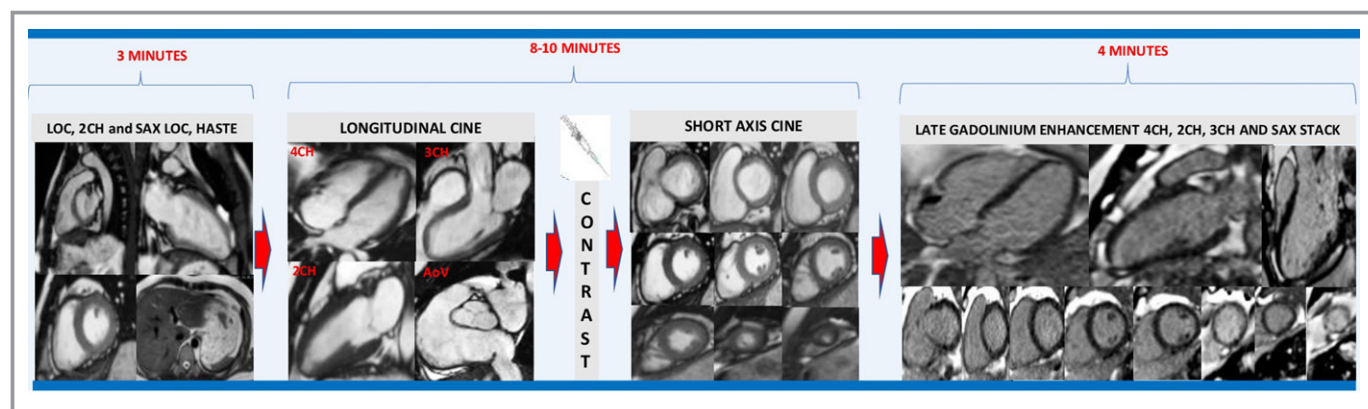 3 MINUTES
8-10 MINUTES
4 MINUTES
LOC, 2CH and SAX LOC, HASTE
LONGITUDINAL CINE
SHORT AXIS CINE
LATE GADOLINIUM ENHANCEMENT 4CH, 2CH, 3CH AND SAX STACK
4CH
3CH
2CH
AoV
C
O
N
T
R
A
S
T